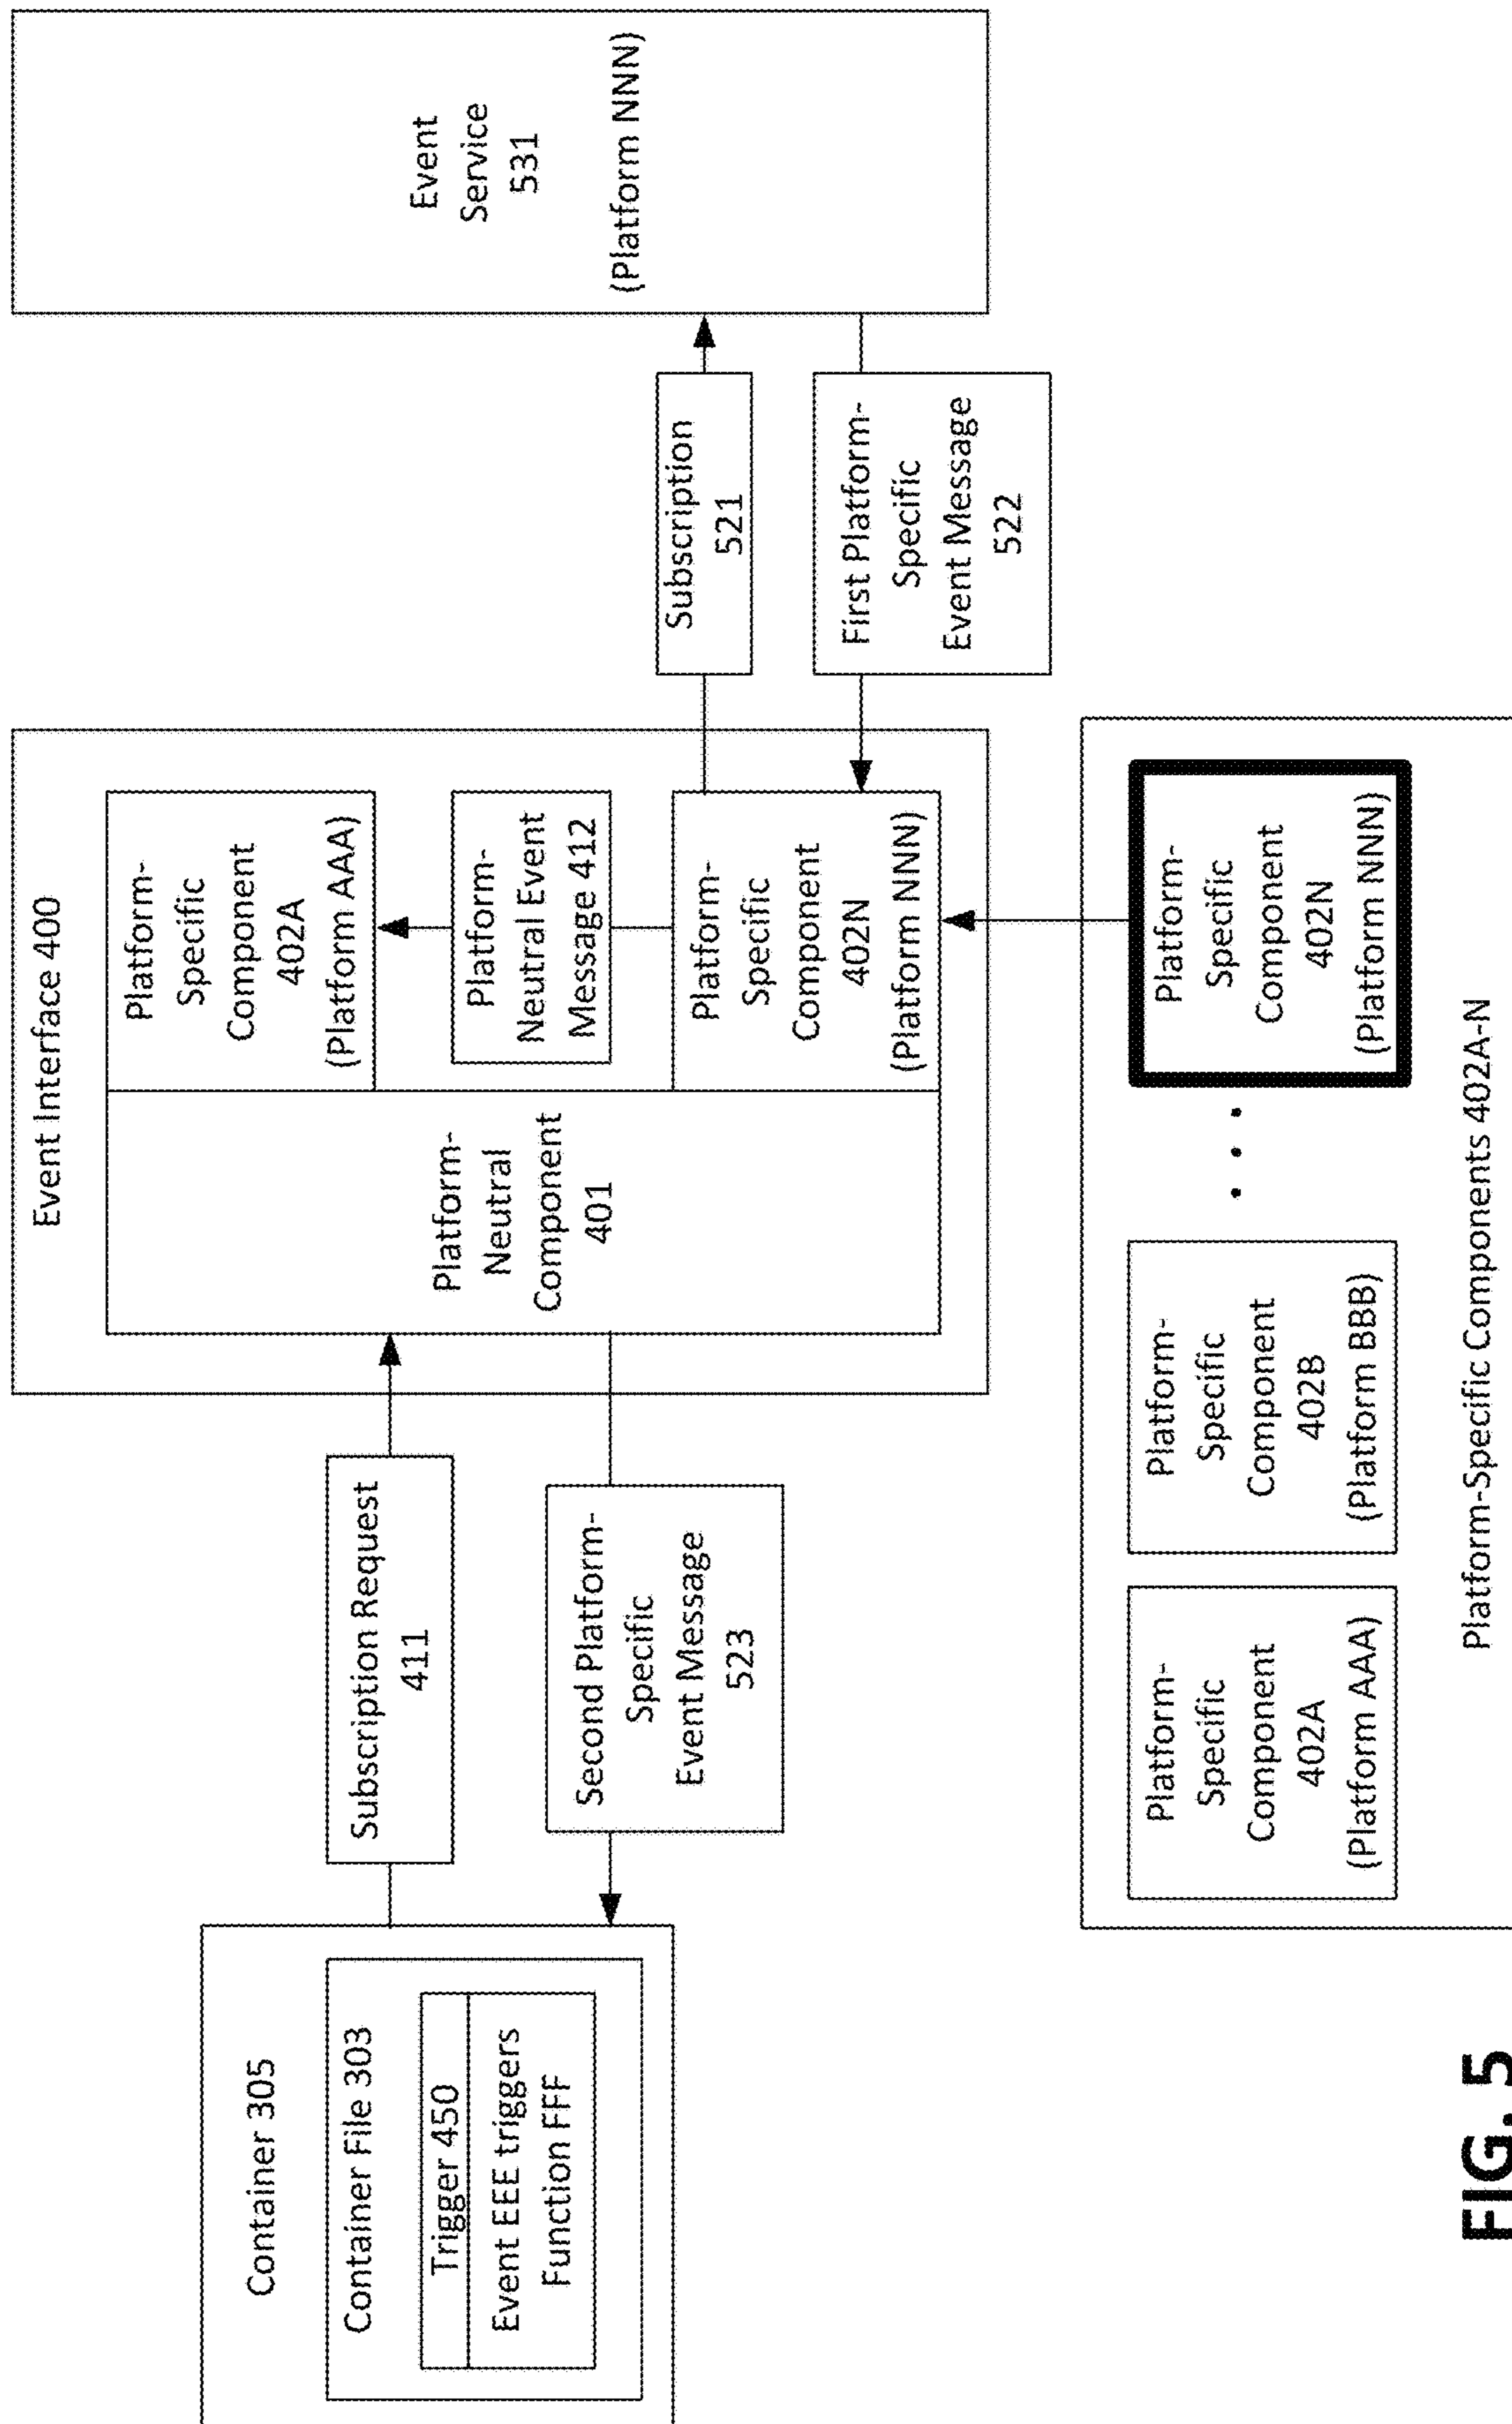 Container 305
Container File 303
Trigger 450
Event EEE triggers
Function FFF
Subscription Request
411
Second Platform-
Specific
Event Message
523
Event Interface 400
Platform-
Neutral
Component
401
Platform-
Specific
Component
402A
(Platform AAA)
Platform-
Neutral Event
Message 412
Platform-
Specific
Component
402N
(Platform NNN)
Subscription
521
First Platform-
Specific
Event Message
522
Event
Service
531
(Platform NNN)
Platform-
Specific
Component
402A
(Platform AAA)
Platform-
Specific
Component
402B
(Platform BBB)
. . .
Platform-
Specific
Component
402N
(Platform NNN)
Platform-Specific Components 402A-N
FIG. 5